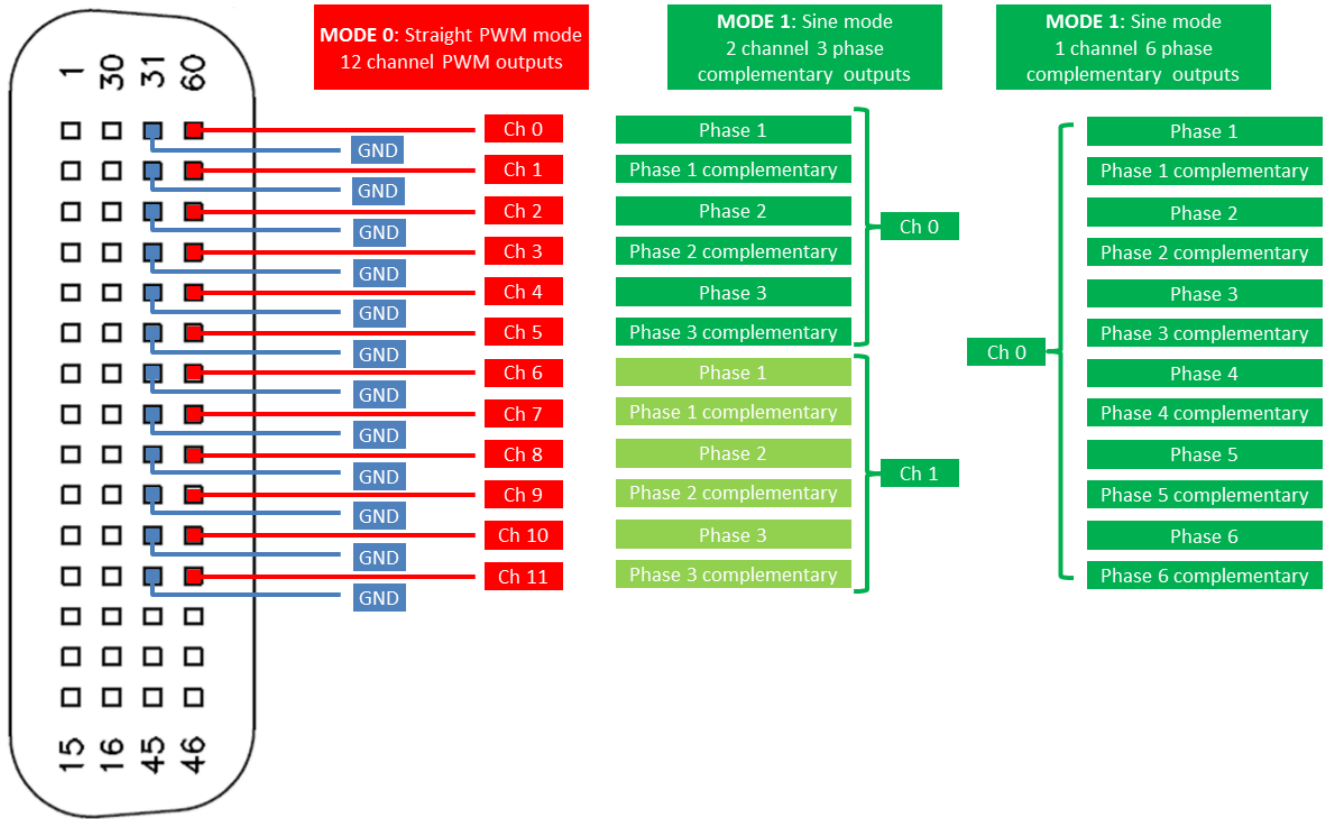 1 30 31 60
MODE 0: Straight PWM mode
12 channel PWM outputs
MODE 1: Sine mode
2 channel 3 phase
complementary outputs
MODE 1: Sine mode
1 channel 6 phase
complementary outputs
Ch 0
GND
Ch 1
GND
Ch 2
GND
Ch 3
GND
Ch 4
GND
Ch 5
GND
Ch 6
GND
Ch 7
GND
Ch 8
GND
Ch 9
GND
Ch 10
GND
Ch 11
GND
Phase 1
Phase 1 complementary
Phase 2
Phase 2 complementary
Phase 3
Phase 3 complementary
Ch 0
Phase 1
Phase 1 complementary
Phase 2
Phase 2 complementary
Phase 3
Phase 3 complementary
Ch 1
Ch 0
Phase 1
Phase 1 complementary
Phase 2
Phase 2 complementary
Phase 3
Phase 3 complementary
Phase 4
Phase 4 complementary
Phase 5
Phase 5 complementary
Phase 6
Phase 6 complementary
15 16 45 46